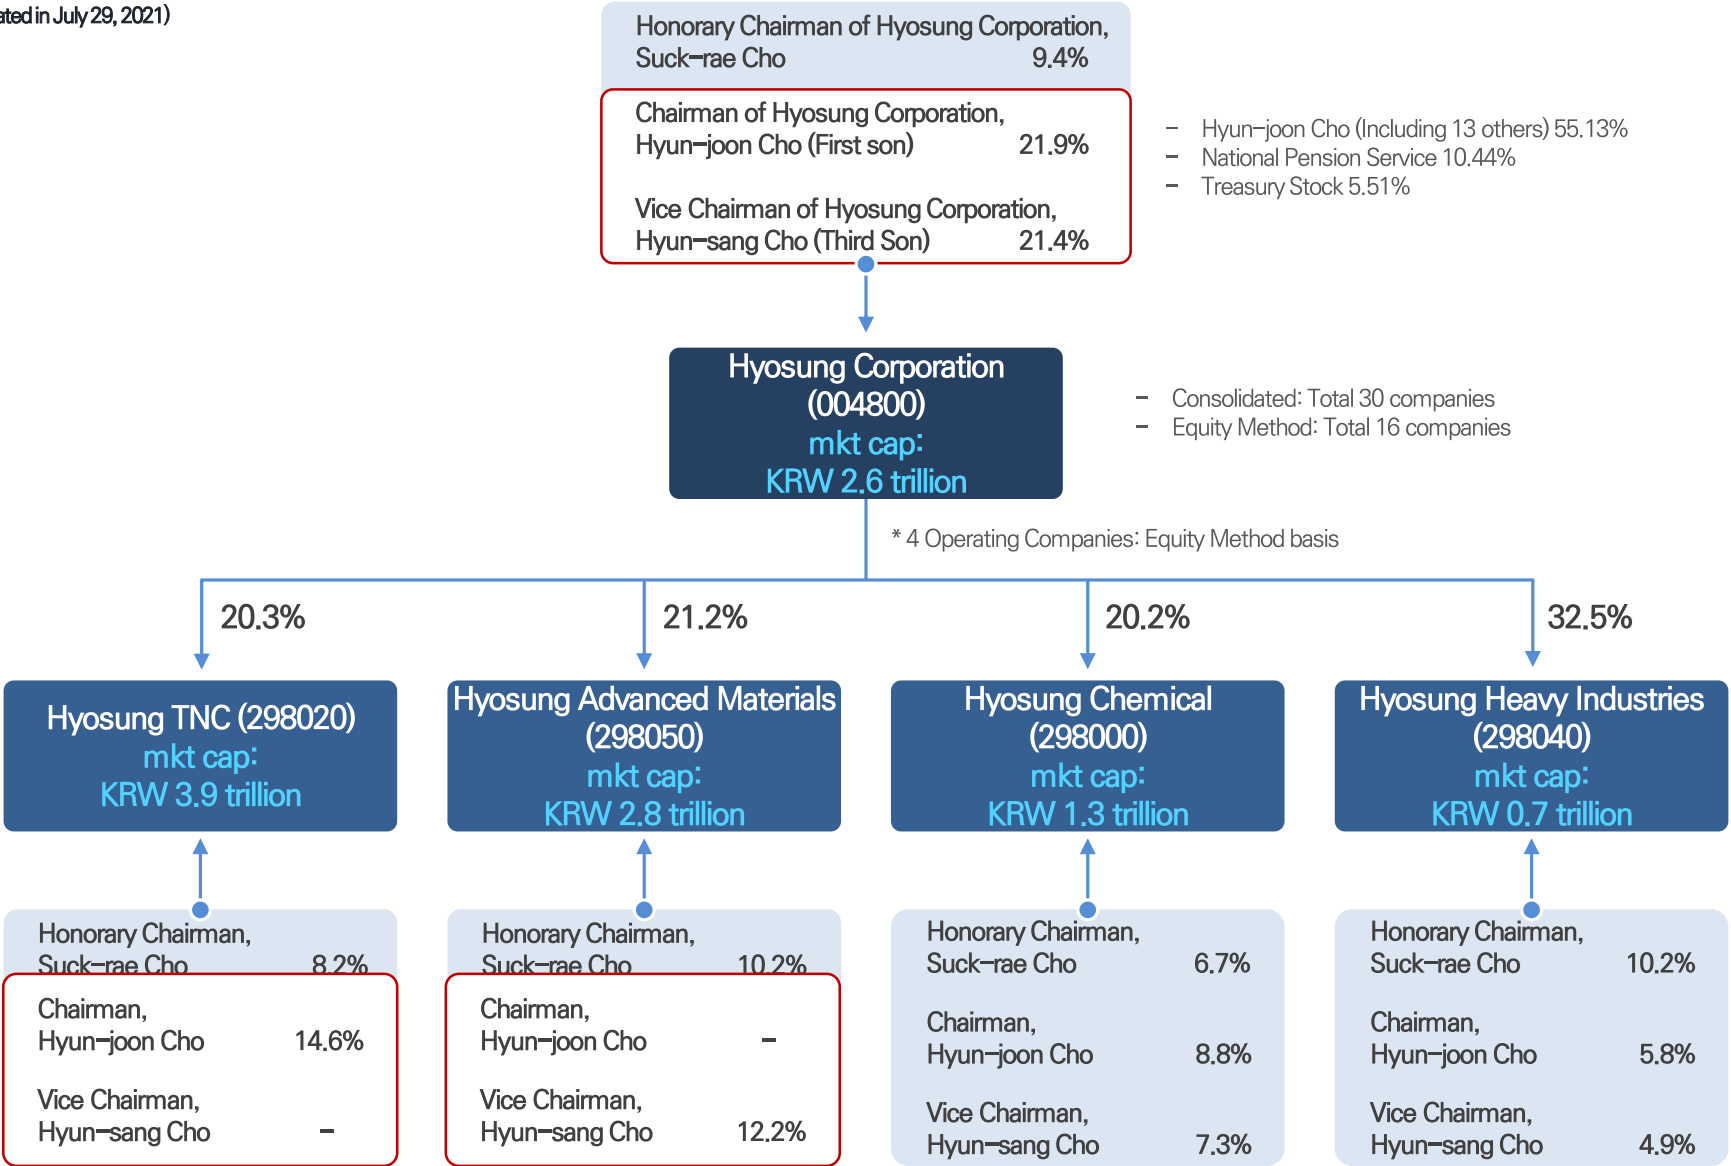 July 29, 2021)
Honorary Chairman of Hyosung Corporation,
Suck-rae Cho 9.4%
Chairman of Hyosung Corporation,
Hyun-joon Cho (First son) 21.9%
Vice Chairman of Hyosung Corporation,
Hyun-sang Cho (Third Son) 21.4%
- Hyun-joon Cho (Including 13 others) 55.13%
- National Pension Service 10.44%
- Treasury Stock 5.51%
Hyosung Corporation
(004800)
mkt cap:
KRW 2.6 trillion
- Consolidated: Total 30 companies
- Equity Method: Total 16 companies
* 4 Operating Companies: Equity Method basis
20.3%
21.2%
20.2%
32.5%
Hyosung TNC (298020)
mkt cap:
KRW 3.9 trillion
Hyosung Advanced Materials
(298050)
mkt cap:
KRW 2.8 trillion
Hyosung Chemical
(298000)
mkt cap:
KRW 1.3 trillion
Hyosung Heavy Industries
(298040)
mkt cap:
KRW 0.7 trillion
Honorary Chairman,
Suck-rae Cho 8.2%
Chairman,
Hyun-joon Cho 14.6%
Vice Chairman,
Hyun-sang Cho -
Honorary Chairman,
Suck-rae Cho 10.2%
Chairman,
Hyun-joon Cho -
Vice Chairman,
Hyun-sang Cho 12.2%
Honorary Chairman,
Suck-rae Cho 6.7%
Chairman,
Hyun-joon Cho 8.8%
Vice Chairman,
Hyun-sang Cho 7.3%
Honorary Chairman,
Suck-rae Cho 10.2%
Chairman,
Hyun-joon Cho 5.8%
Vice Chairman,
Hyun-sang Cho 4.9%